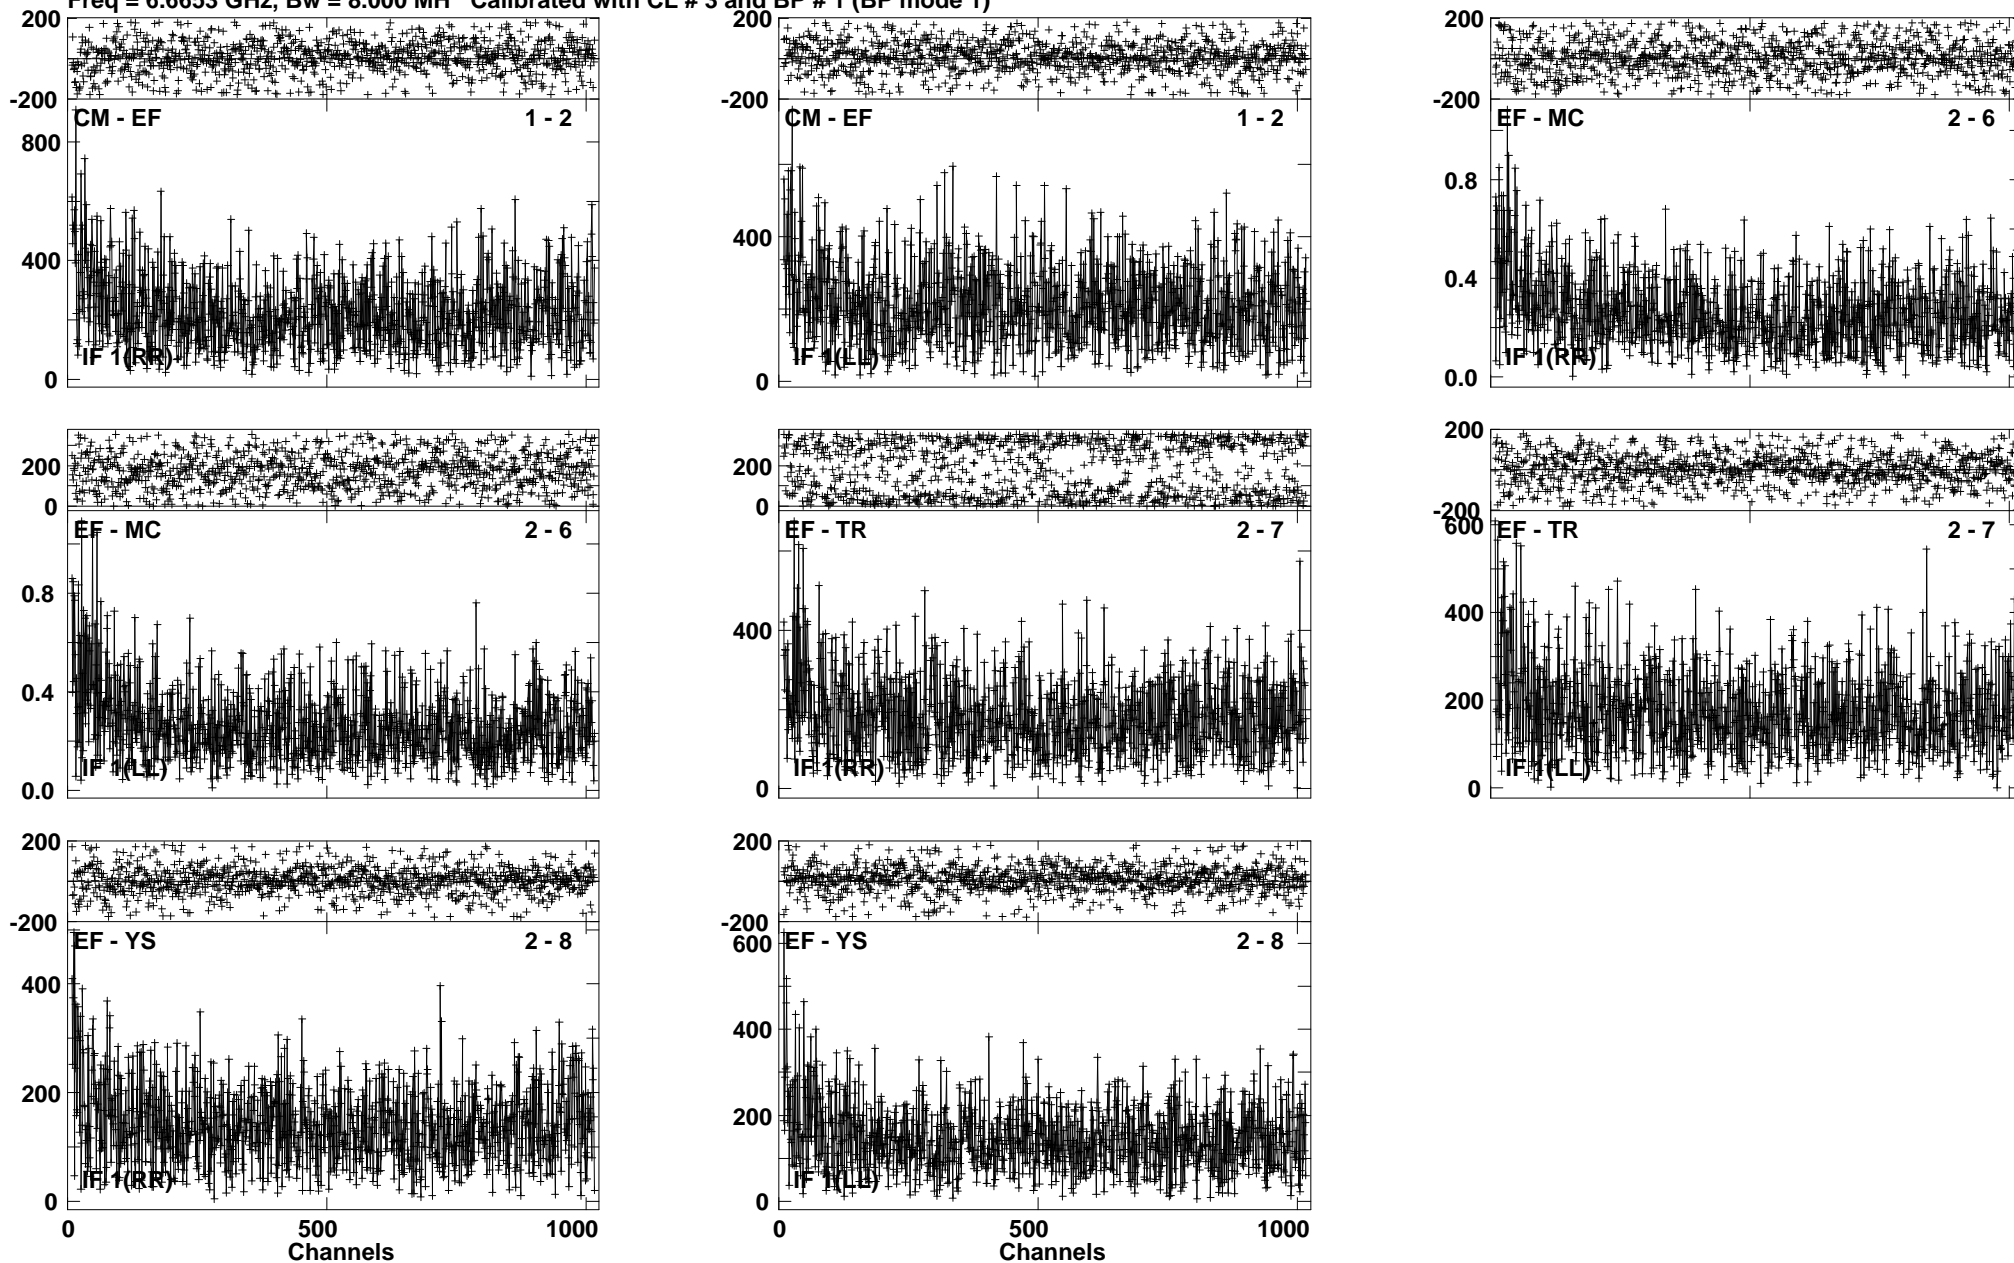 Freq = 6.6653 GHz, Bw = 8.000 MH Calibrated with CL # 3 and BP # 1 (BP mode 1)
200
-200
CM - EF 1 - 2
800
400
0
IF 1(RR)
200
-200
CM - EF 1 - 2
400
0
IF 1(LL)
200
-200
EF - MC 2 - 6
0.8
0.4
0.0
IF 1(RR)
200
0
EF - MC 2 - 6
0.8
0.4
0.0
IF 1(LL)
200
0
EF - TR 2 - 7
400
0
IF 1(RR)
200
-200
600
EF - TR 2 - 7
400
200
0
IF 1(LL)
200
-200
EF - YS 2 - 8
400
200
0
IF 1(RR)
0 500 1000
Channels
200
-200
600
EF - YS 2 - 8
400
200
0
IF 1(LL)
0 500 1000
Channels